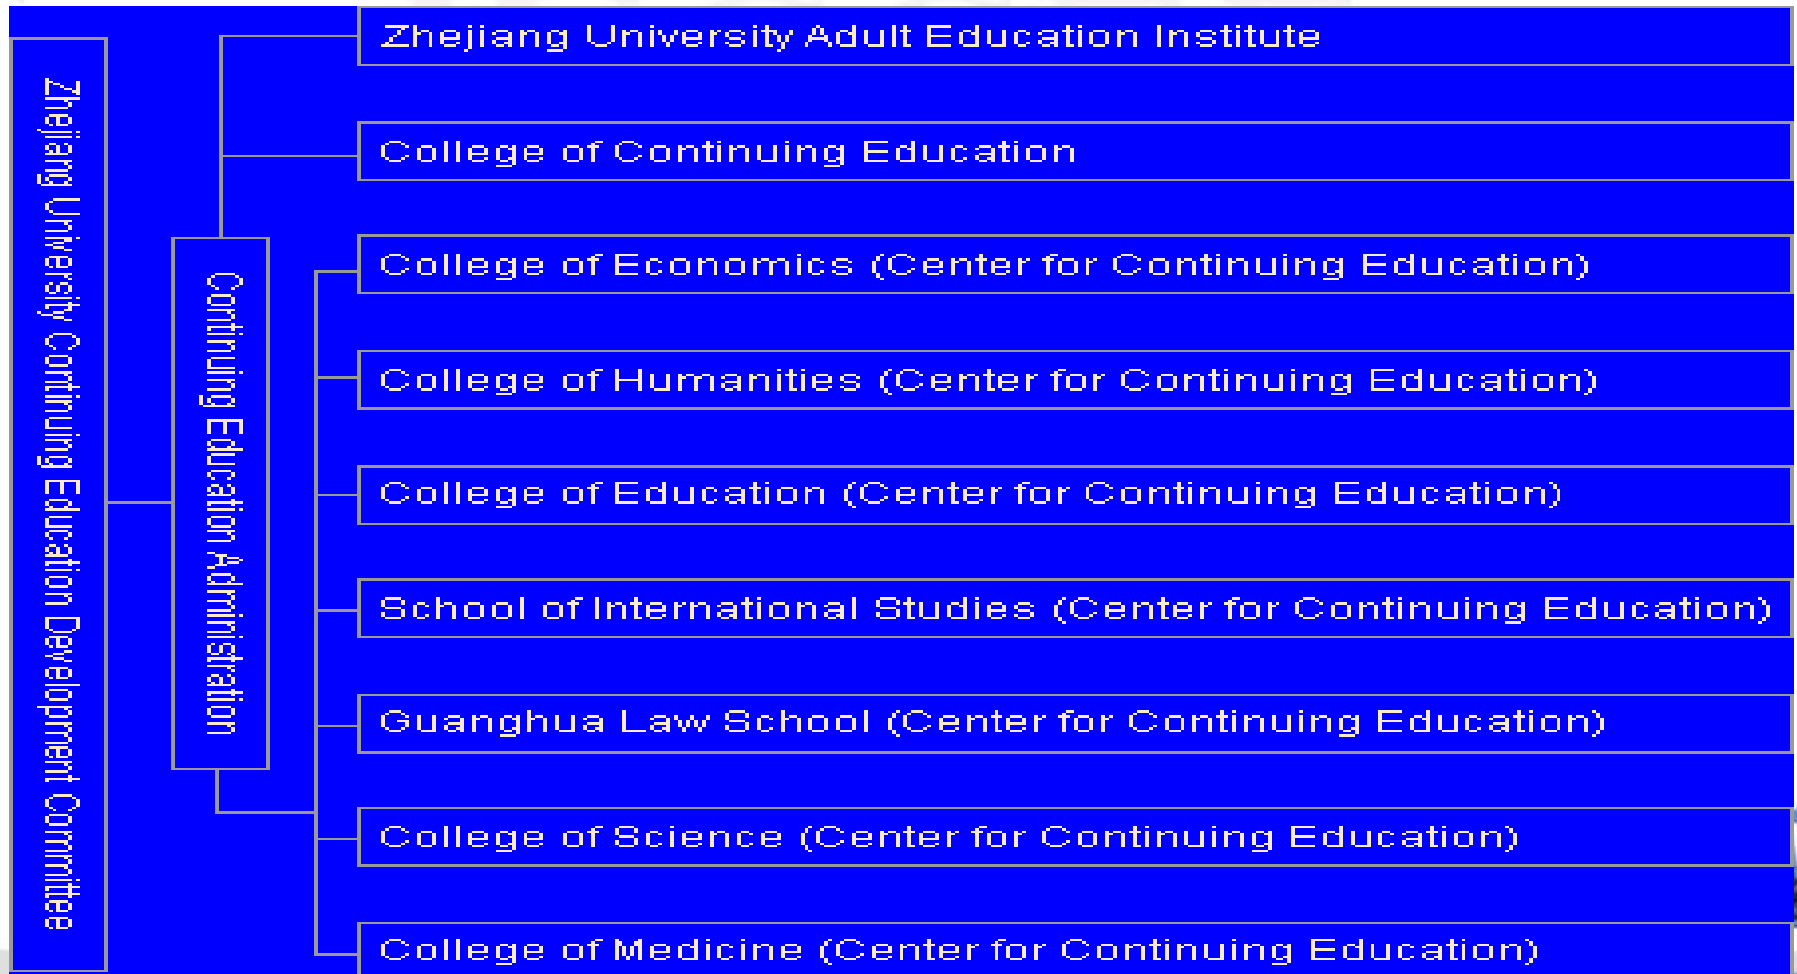 Zhejiang University Continuing Education Development Committee
Continuing Education Administration
Zhejiang University Adult Education Institute
College of Continuing Education
College of Economics (Center for Continuing Education)
College of Humanities (Center for Continuing Education)
College of Education (Center for Continuing Education)
School of International Studies (Center for Continuing Education)
Guanghua Law School (Center for Continuing Education)
College of Science (Center for Continuing Education)
College of Medicine (Center for Continuing Education)